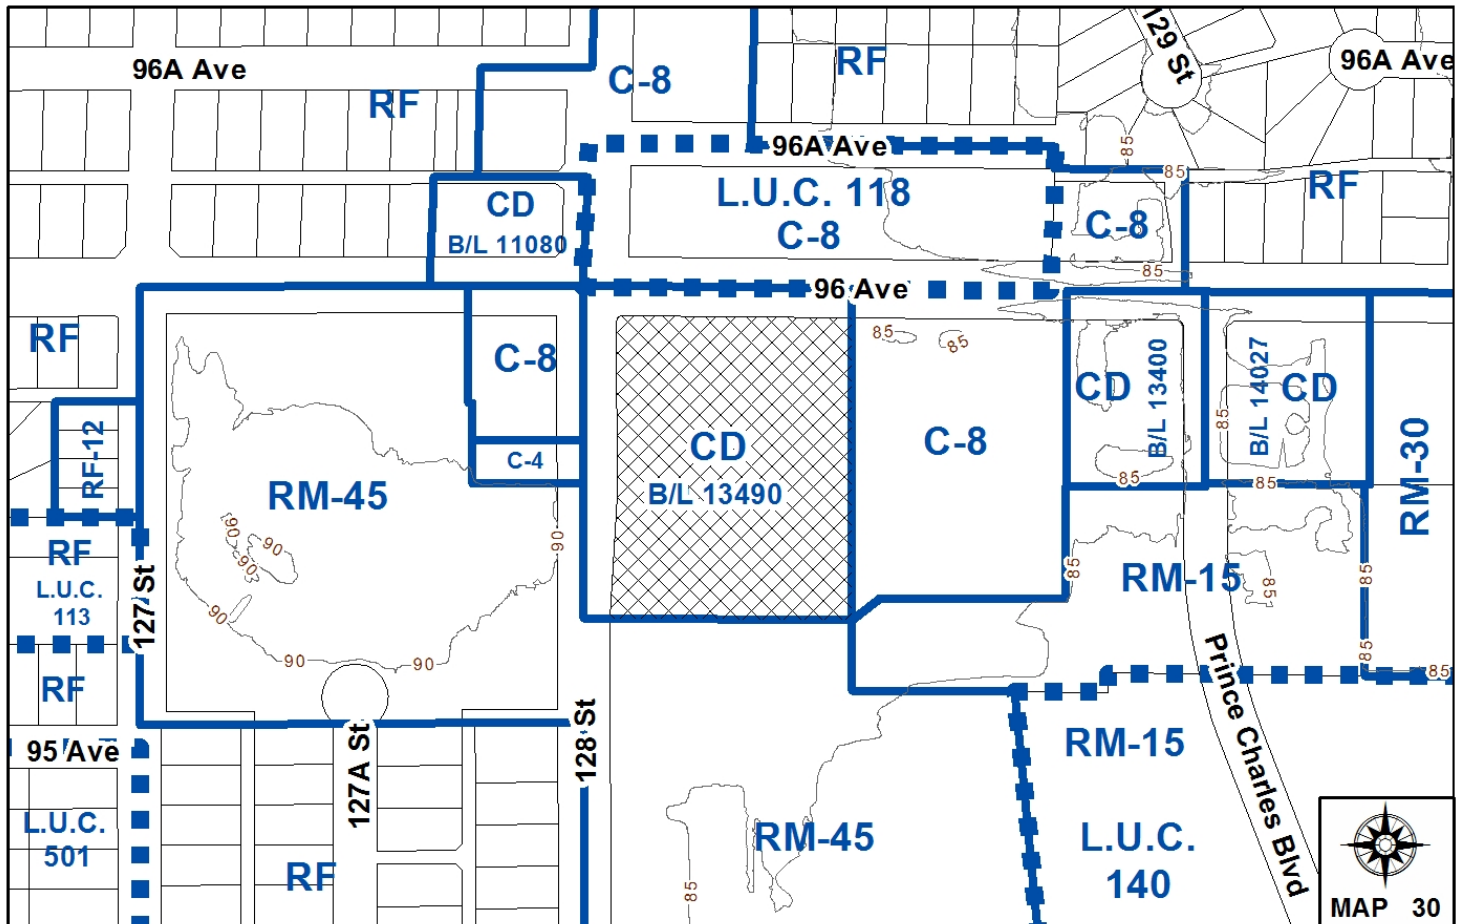 129 St
96A Ave
C-8
RF
96A Ave
RF
85
96A Ave
85
CD
B/L 11080
L.U.C. 118
C-8
C-8
RF
85
96 Ave
RF
C-8
85
85
CD
B/L 13400
B/L 14027
CD
85
RF-12
C-4
CD
B/L 13490
C-8
RM-30
RM-45
85
85
90
90
90
90
RF
L.U.C.
113
127 St
90
85
RM-15
85
85
90
90
85
85
RF
Prince Charles Blvd
95 Ave
127A St
128 St
RM-15
L.U.C.
501
RF
RM-45
85
L.U.C.
140
MAP 30